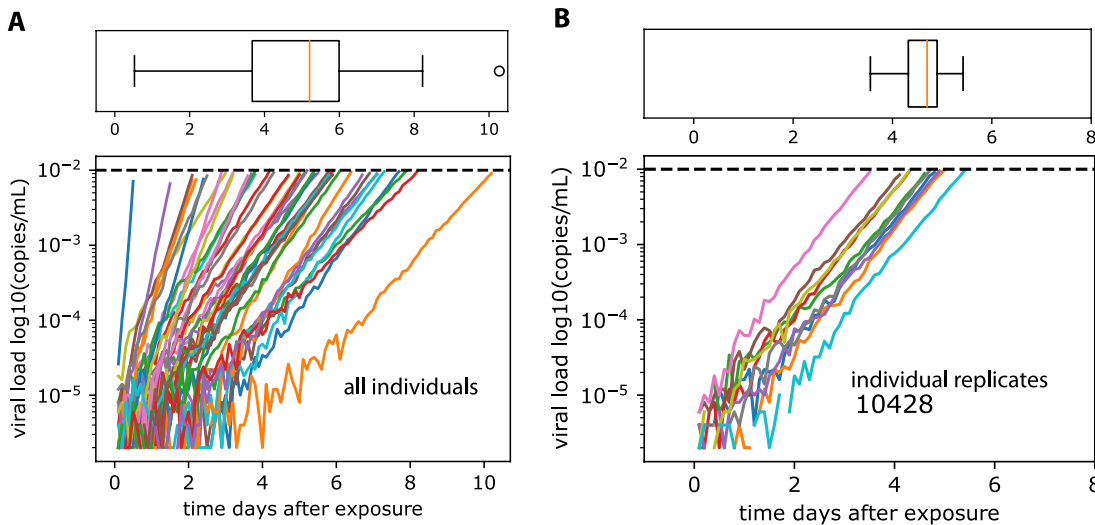 A
B
0 2 4 6 8 10
0 2 4 6 8
viral load log10(copies/mL)
10⁻²
10⁻³
10⁻⁴
10⁻⁵
all individuals
0 2 4 6 8 10
time days after exposure
viral load log10(copies/mL)
10⁻²
10⁻³
10⁻⁴
10⁻⁵
individual replicates
10428
0 2 4 6 8
time days after exposure